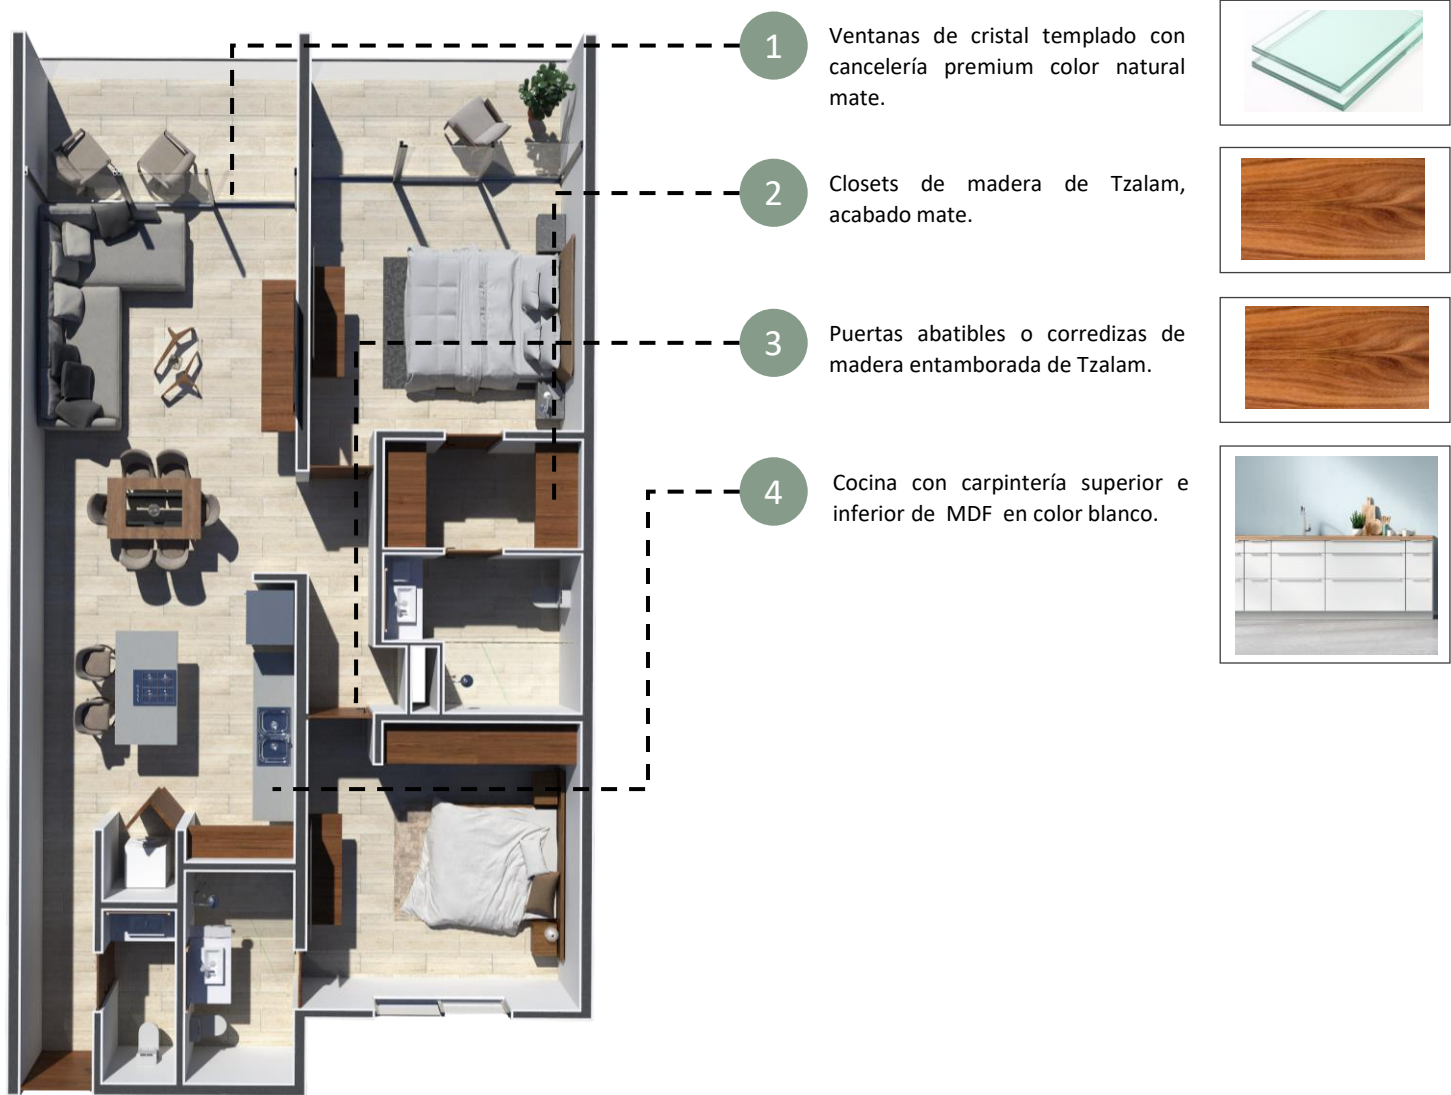 1
Ventanas de cristal templado con
cancelería premium color natural
mate.
2
Closets de madera de Tzalam,
acabado mate.
3
Puertas abatibles o corredizas de
madera entamborada de Tzalam.
4
Cocina con carpintería superior e
inferior de MDF en color blanco.